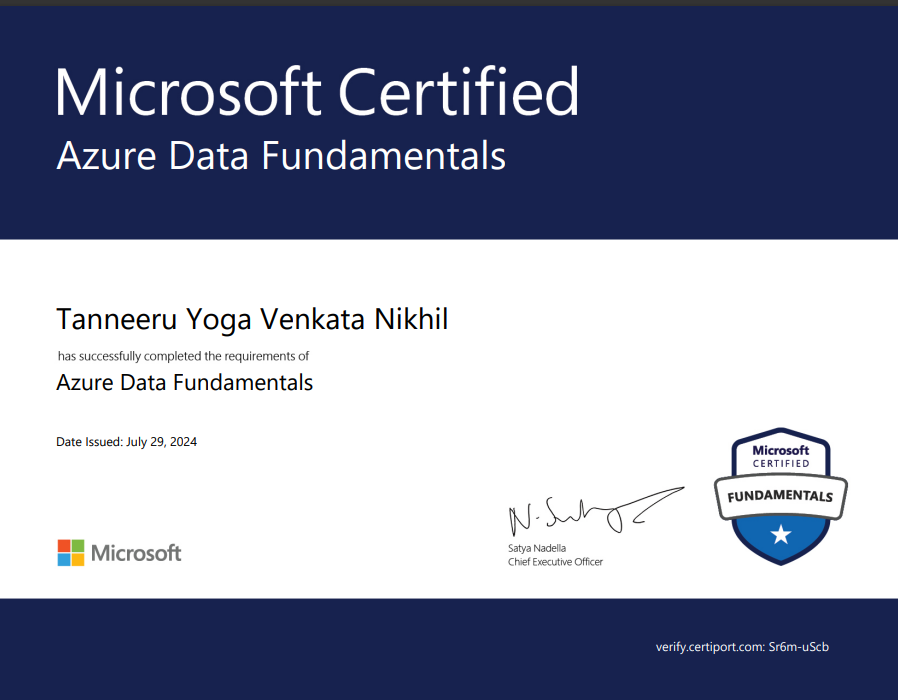 Microsoft Certified
Azure Data Fundamentals
Tanneeru Yoga Venkata Nikhil
has successfully completed the requirements of
Azure Data Fundamentals
Date Issued: July 29, 2024
Microsoft
CERTIFIED
FUNDAMENTALS
N. S
Satya Nadella
Chief Executive Officer
Microsoft
verify.certiport.com: Sr6m-uScb